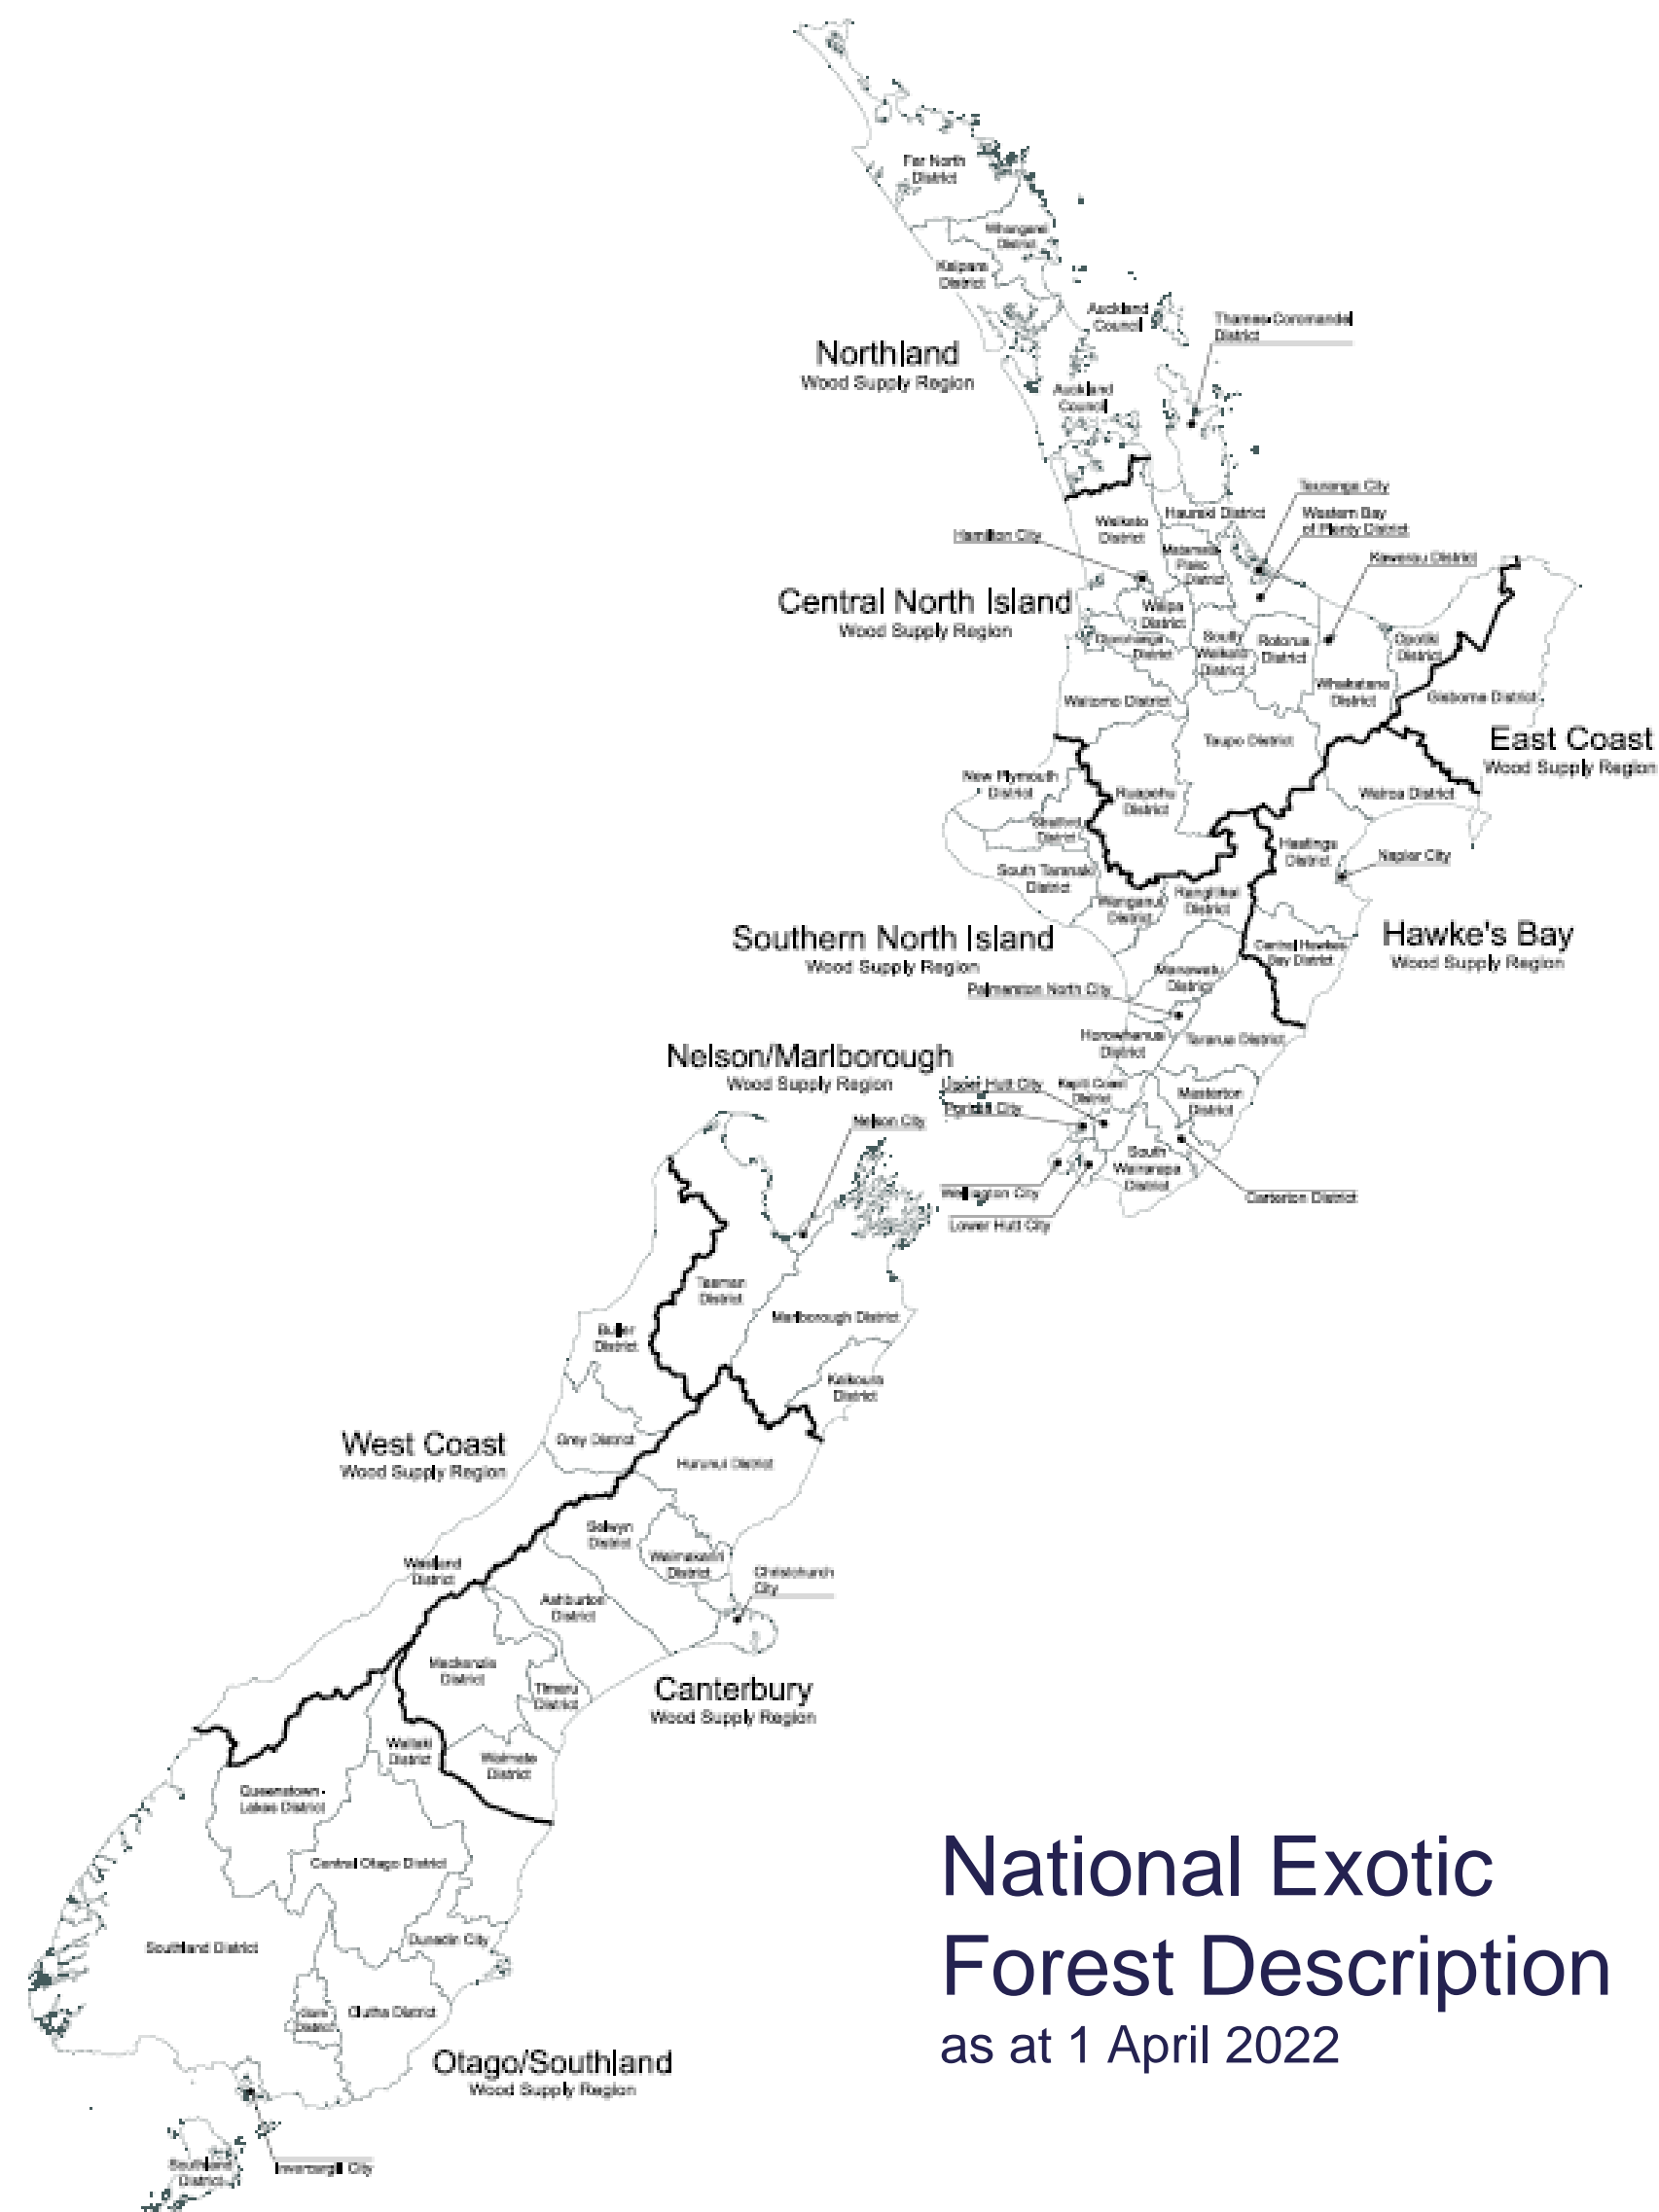 Far North
District
Whangarei
District
Kaipara
District
Auckland
Council
Thames-Coromandel
District
Northland
Wood Supply Region
Auckland
Council
Tauranga City
Hauraki District
Western Bay
of Plenty District
Waikato
District
Hamilton City
Matamata
Piako
District
Kawerau District
Central North Island
Wood Supply Region
Waipa
District
Otorohanga
District
South
Waikato
District
Rotorua
District
Opotiki
District
Whakatane
District
Gisborne District
Waitomo District
Taupo District
East Coast
Wood Supply Region
New Plymouth
District
Ruapehu
District
Wairoa District
Stratford
District
Hastings
District
Napier City
South Taranaki
District
Wanganui
District
Rangitikei
District
Southern North Island
Wood Supply Region
Hawke's Bay
Wood Supply Region
Central Hawkes
Bay District
Manawatu
District
Palmerston North City
Horowhenua
District
Tararua District
Nelson/Marlborough
Wood Supply Region
Upper Hutt City
Kapiti Coast
District
Masterton
District
Porirua City
Nelson City
South
Wairarapa
District
Wellington City
Carterton District
Lower Hutt City
Tasman
District
Marlborough District
Buller
District
Kaikoura
District
West Coast
Wood Supply Region
Grey District
Hurunui District
Selwyn
District
Waimakariri
District
Westland
District
Christchurch
City
Ashburton
District
Mackenzie
District
Timaru
District
Canterbury
Wood Supply Region
Waitaki
District
Waimate
District
Queenstown-
Lakes District
Central Otago District
Southland District
Dunedin City
Gore
District
Clutha District
Otago/Southland
Wood Supply Region
Southland
District
Invercargill City
National Exotic
Forest Description
as at 1 April 2022